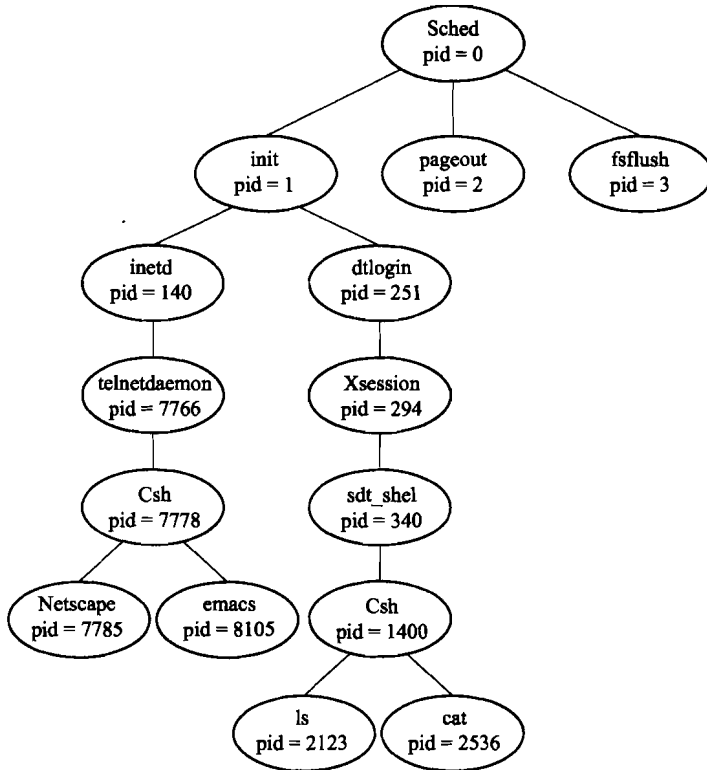 Sched
pid = 0
init
pid = 1
pageout
pid = 2
fsflush
pid = 3
inetd
pid = 140
dtlogin
pid = 251
telnetdaemon
pid = 7766
Xsession
pid = 294
Csh
pid = 7778
sdt_shel
pid = 340
Netscape
pid = 7785
emacs
pid = 8105
Csh
pid = 1400
ls
pid = 2123
cat
pid = 2536